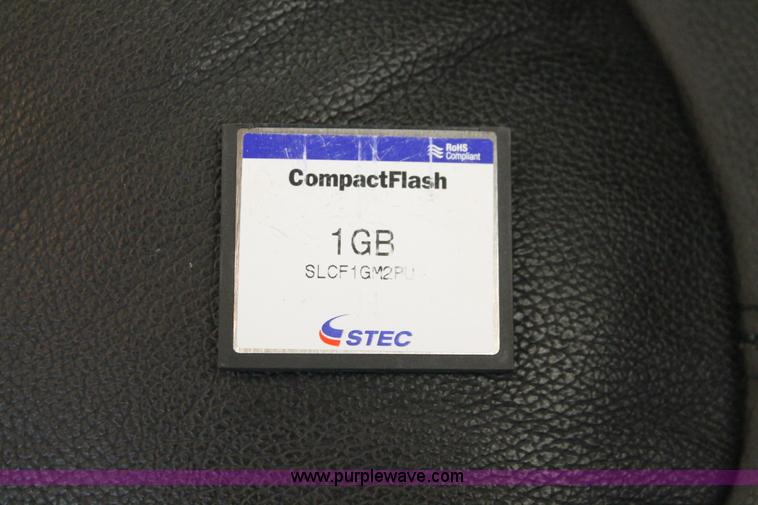 RoHS
Compliant
CompactFlash
1GB
SLCF1GM2PU
STEC
www.purplewave.com